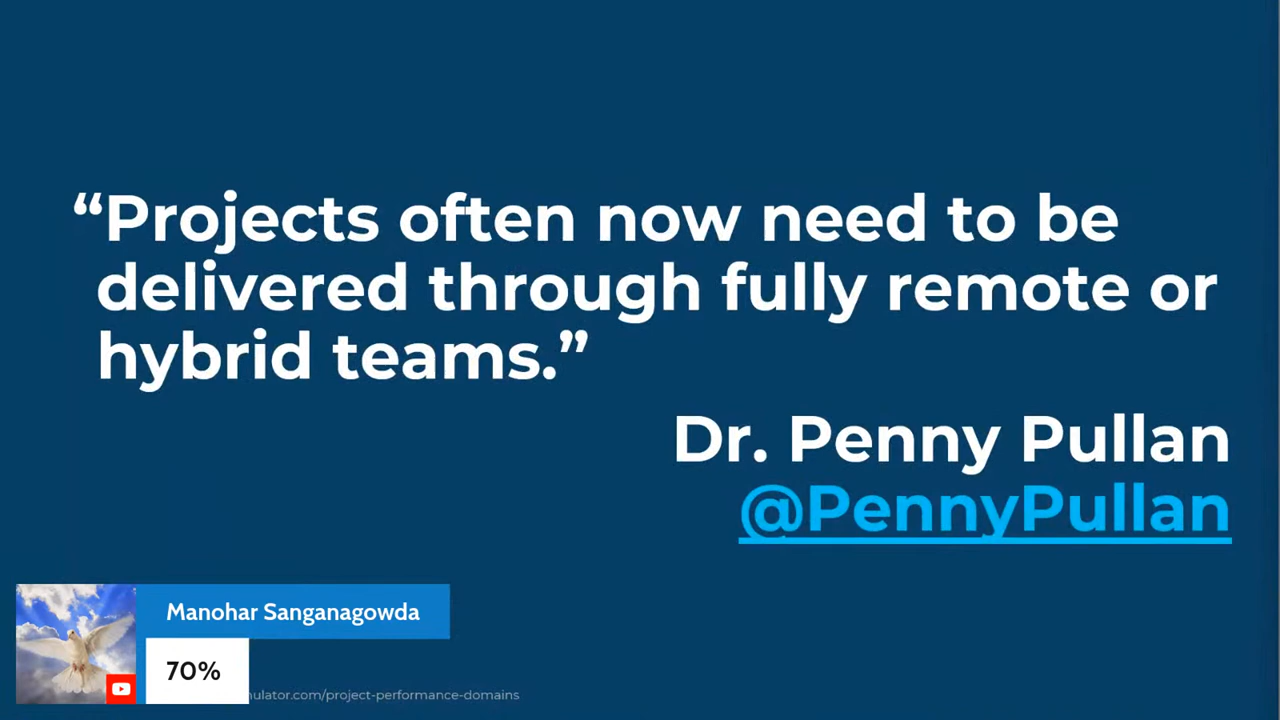 “Projects often now need to be
delivered through fully remote or
hybrid teams.”
Dr. Penny Pullan
@PennyPullan
Manohar Sanganagowda
70%
ulator.com/project-performance-domains